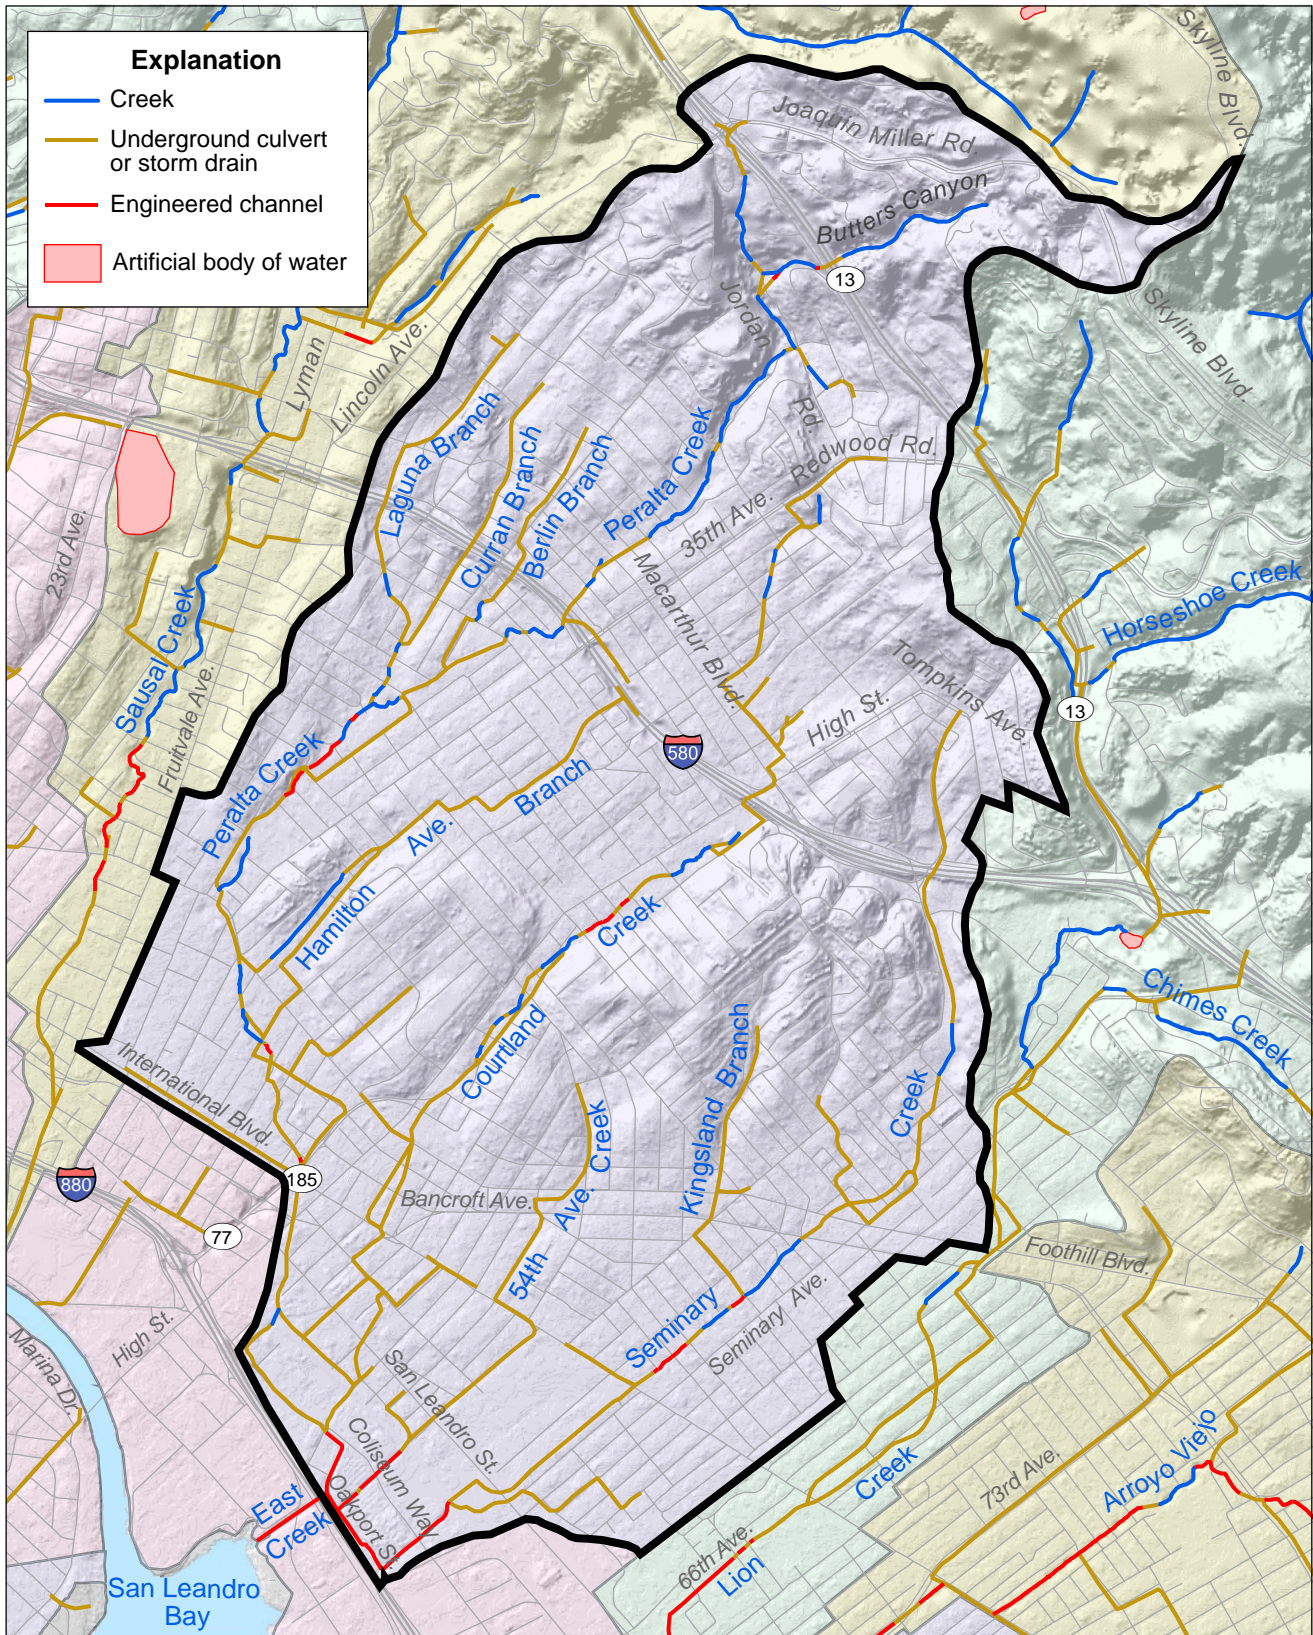 Explanation
Creek
Underground culvert
or storm drain
Engineered channel
Artificial body of water
Skyline Blvd.
Joaquin Miller Rd.
Butters Canyon
13
Jordan
Rd.
Skyline Blvd.
Lyman
Lincoln Ave.
Laguna Branch
Curran Branch
Berlin Branch
Peralta Creek
Redwood Rd.
35th Ave.
23rd Ave.
Macarthur Blvd.
Sausal Creek
Fruitvale Ave.
Horseshoe Creek
Tompkins Ave.
High St.
13
580
Peralta Creek
Branch
Ave.
Hamilton
Creek
Courtland
Chimes Creek
International Blvd.
Kingsland Branch
Creek
Creek
Ave.
54th
185
880
77
Bancroft Ave.
Foothill Blvd.
Seminary
Seminary Ave.
High St.
Marina Dr.
San Leandro St.
Coliseum Way
Oakport St.
East
Creek
San Leandro
Bay
Creek
73rd Ave.
Arroyo Viejo
66th Ave.
Lion